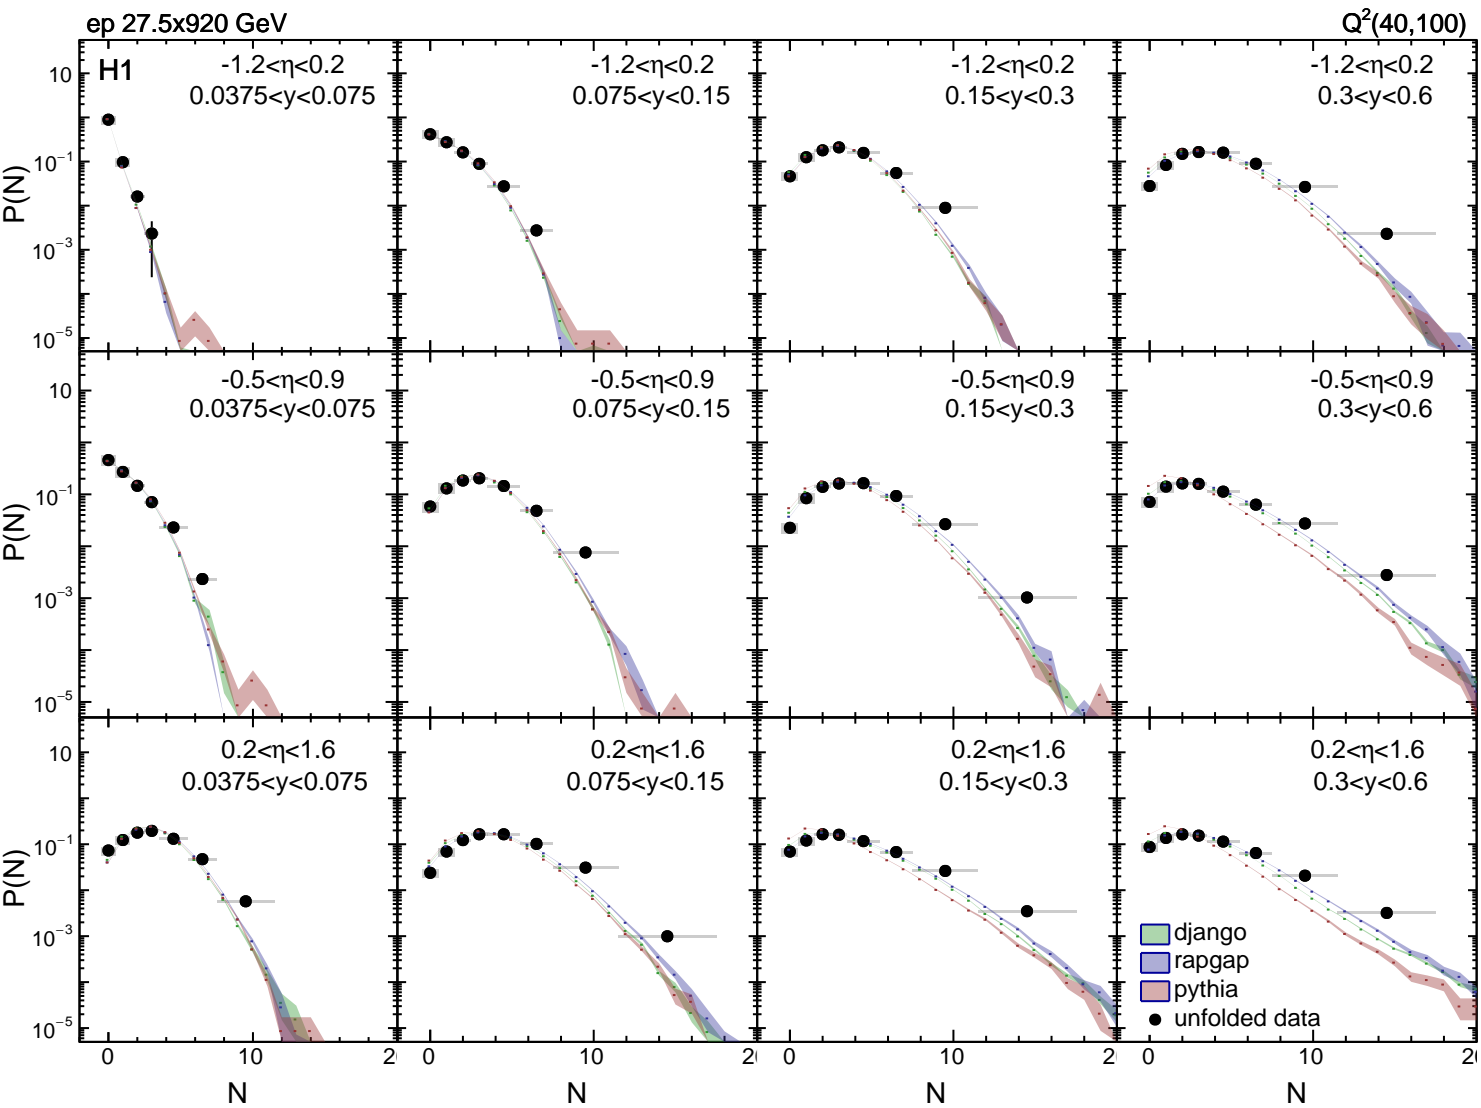 ep 27.5x920 GeV
Q²(40,100)
H1
-1.2<η<0.2
0.0375<y<0.075
-1.2<η<0.2
0.075<y<0.15
-1.2<η<0.2
0.15<y<0.3
-1.2<η<0.2
0.3<y<0.6
P(N)
10
10⁻¹
10⁻³
10⁻⁵
-0.5<η<0.9
0.0375<y<0.075
-0.5<η<0.9
0.075<y<0.15
-0.5<η<0.9
0.15<y<0.3
-0.5<η<0.9
0.3<y<0.6
P(N)
10
10⁻¹
10⁻³
10⁻⁵
0.2<η<1.6
0.0375<y<0.075
0.2<η<1.6
0.075<y<0.15
0.2<η<1.6
0.15<y<0.3
0.2<η<1.6
0.3<y<0.6
P(N)
10
10⁻¹
10⁻³
10⁻⁵
django
rapgap
pythia
unfolded data
0 10 2
0 10 20
0 10 2
0 10 20
N N N N